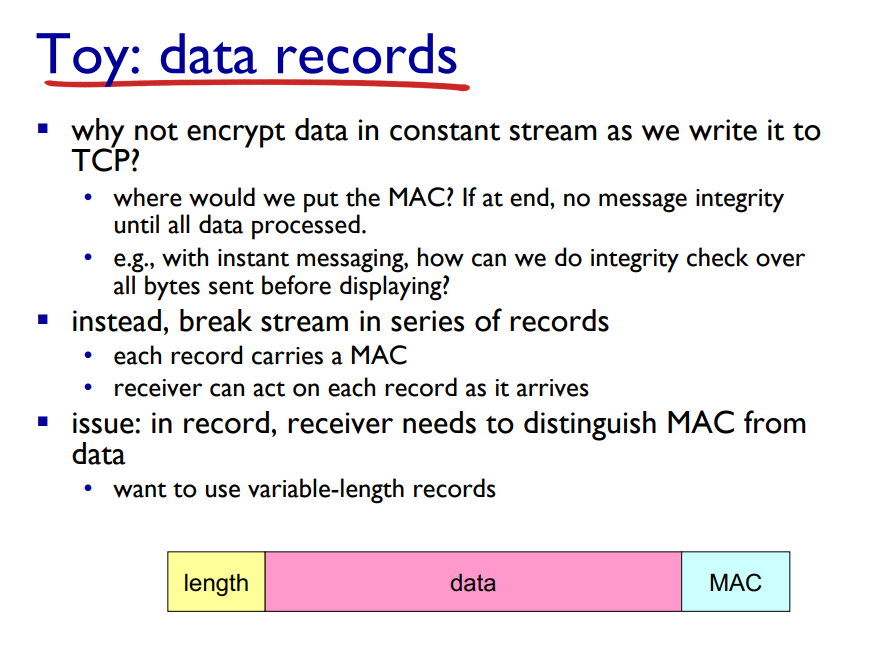 Toy: data records
▪ why not encrypt data in constant stream as we write it to
TCP?
• where would we put the MAC? If at end, no message integrity
until all data processed.
• e.g., with instant messaging, how can we do integrity check over
all bytes sent before displaying?
▪ instead, break stream in series of records
• each record carries a MAC
• receiver can act on each record as it arrives
▪ issue: in record, receiver needs to distinguish MAC from
data
• want to use variable-length records
length data MAC